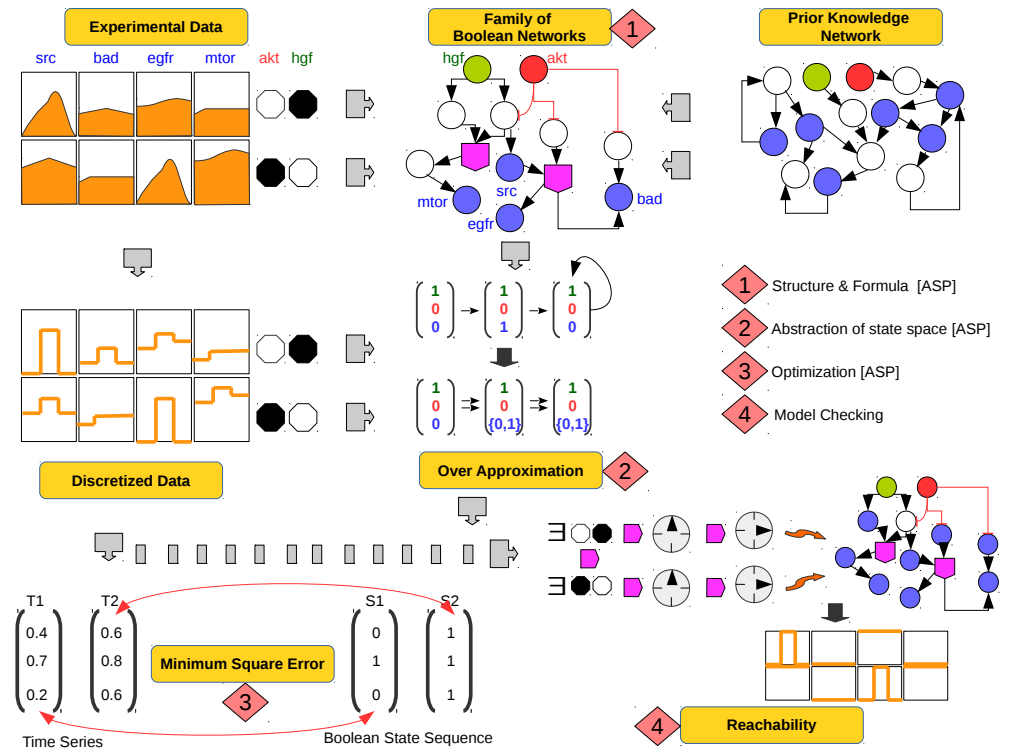 Experimental Data
Family of
Boolean Networks
1
Prior Knowledge
Network
src bad egfr mtor akt hgf
hgf akt
src
mtor
egfr
bad
1 1 1
0 0 0
0 1 0
1 1 1
0 0 0
0 {0,1} {0,1}
1 Structure & Formula [ASP]
2 Abstraction of state space [ASP]
3 Optimization [ASP]
4 Model Checking
Discretized Data
Over Approximation 2
∃
∃
T1 T2 S1 S2
0.4 0.6 0 1
0.7 0.8 1 1
0.2 0.6 0 1
Minimum Square Error
3
Time Series
Boolean State Sequence
4 Reachability